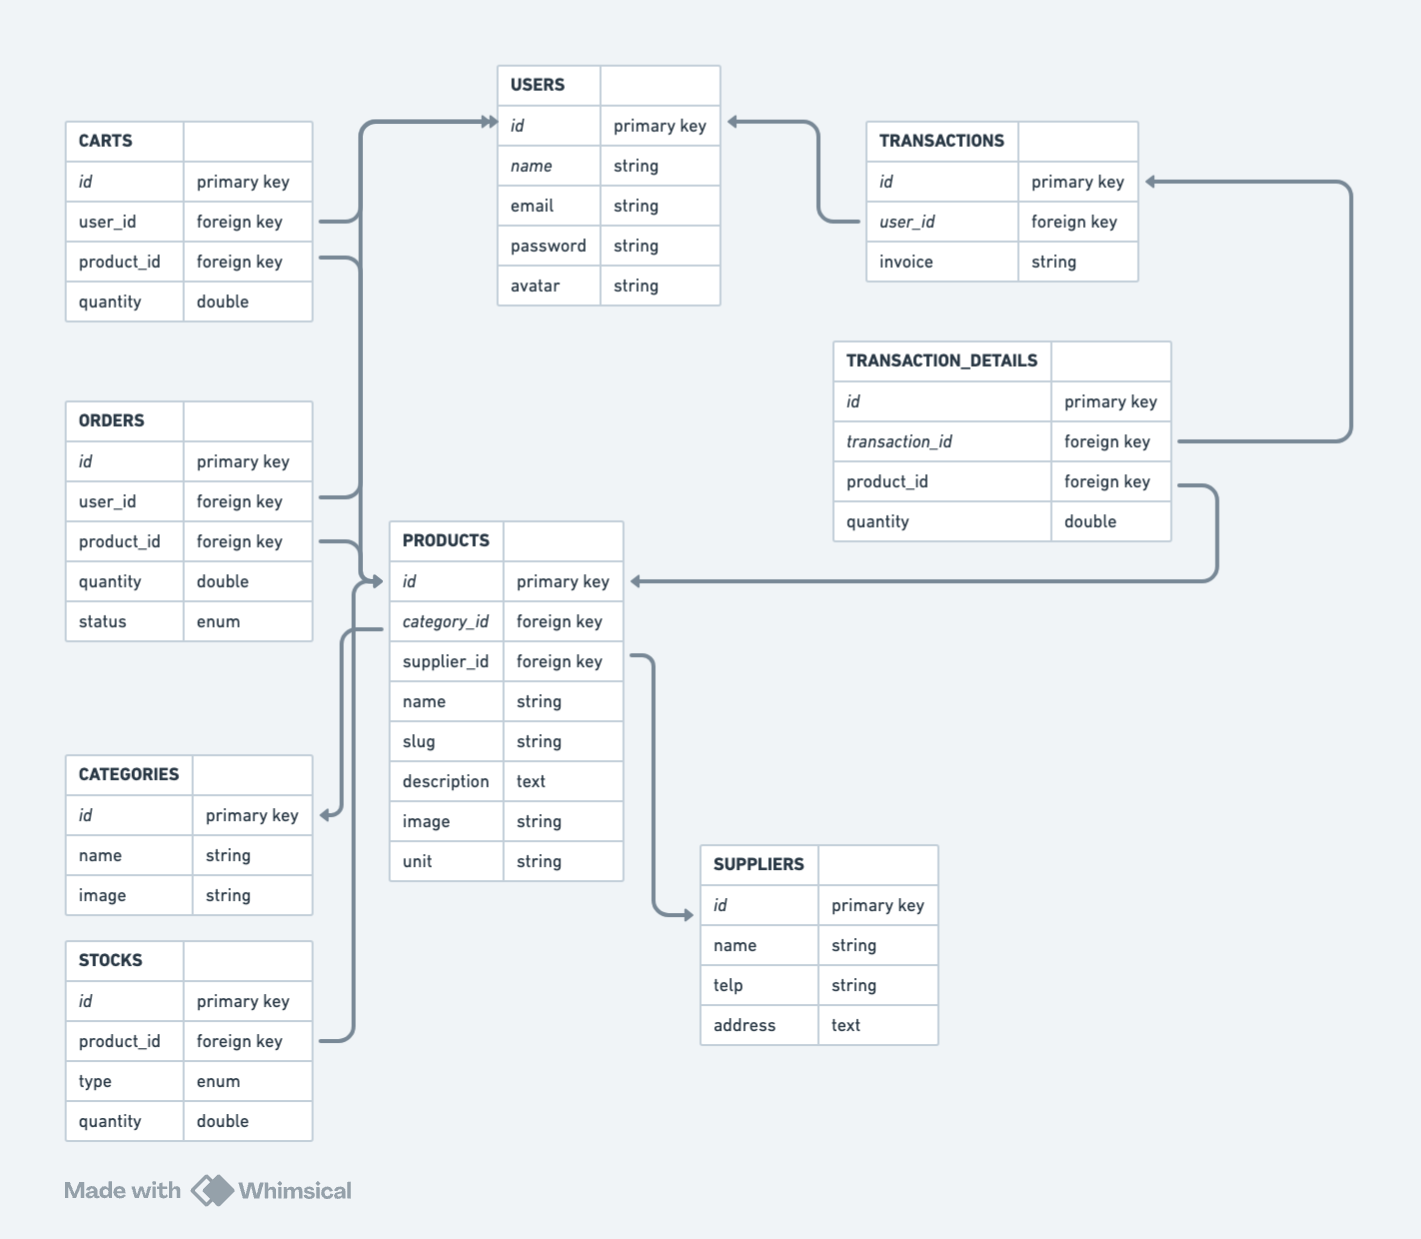 USERS
id primary key
name string
email string
password string
avatar string
CARTS
id primary key
user_id foreign key
product_id foreign key
quantity double
TRANSACTIONS
id primary key
user_id foreign key
invoice string
TRANSACTION_DETAILS
id primary key
transaction_id foreign key
product_id foreign key
quantity double
ORDERS
id primary key
user_id foreign key
product_id foreign key
quantity double
status enum
PRODUCTS
id primary key
category_id foreign key
supplier_id foreign key
name string
slug string
description text
image string
unit string
CATEGORIES
id primary key
name string
image string
SUPPLIERS
id primary key
name string
telp string
address text
STOCKS
id primary key
product_id foreign key
type enum
quantity double
Made with Whimsical